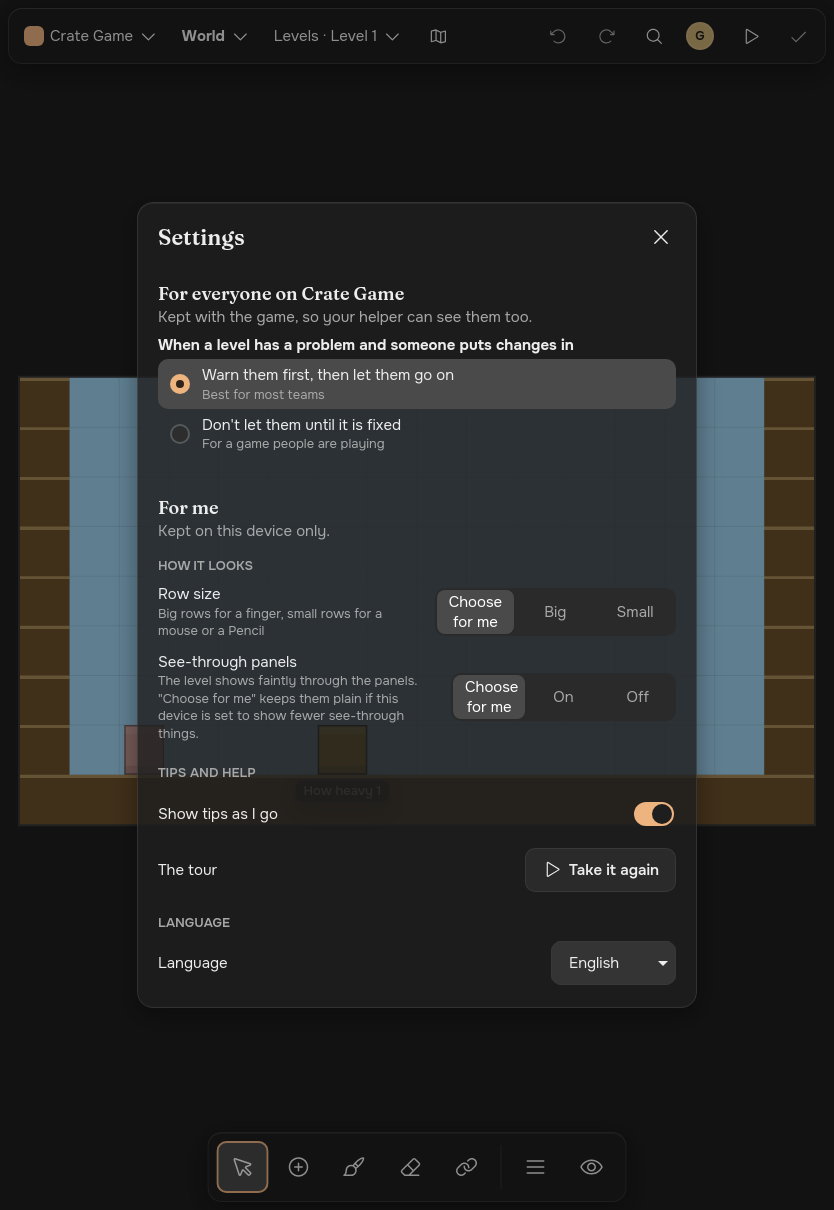 Crate Game
World
Levels · Level 1
G
Settings
For everyone on Crate Game
Kept with the game, so your helper can see them too.
When a level has a problem and someone puts changes in
Warn them first, then let them go on
Best for most teams
Don't let them until it is fixed
For a game people are playing
For me
Kept on this device only.
HOW IT LOOKS
Row size
Big rows for a finger, small rows for a
mouse or a Pencil
Choose
for me
Big
Small
See-through panels
The level shows faintly through the panels.
"Choose for me" keeps them plain if this
device is set to show fewer see-through
things.
Choose
for me
On
Off
TIPS AND HELP
How heavy 1
Show tips as I go
The tour
Take it again
LANGUAGE
Language
English